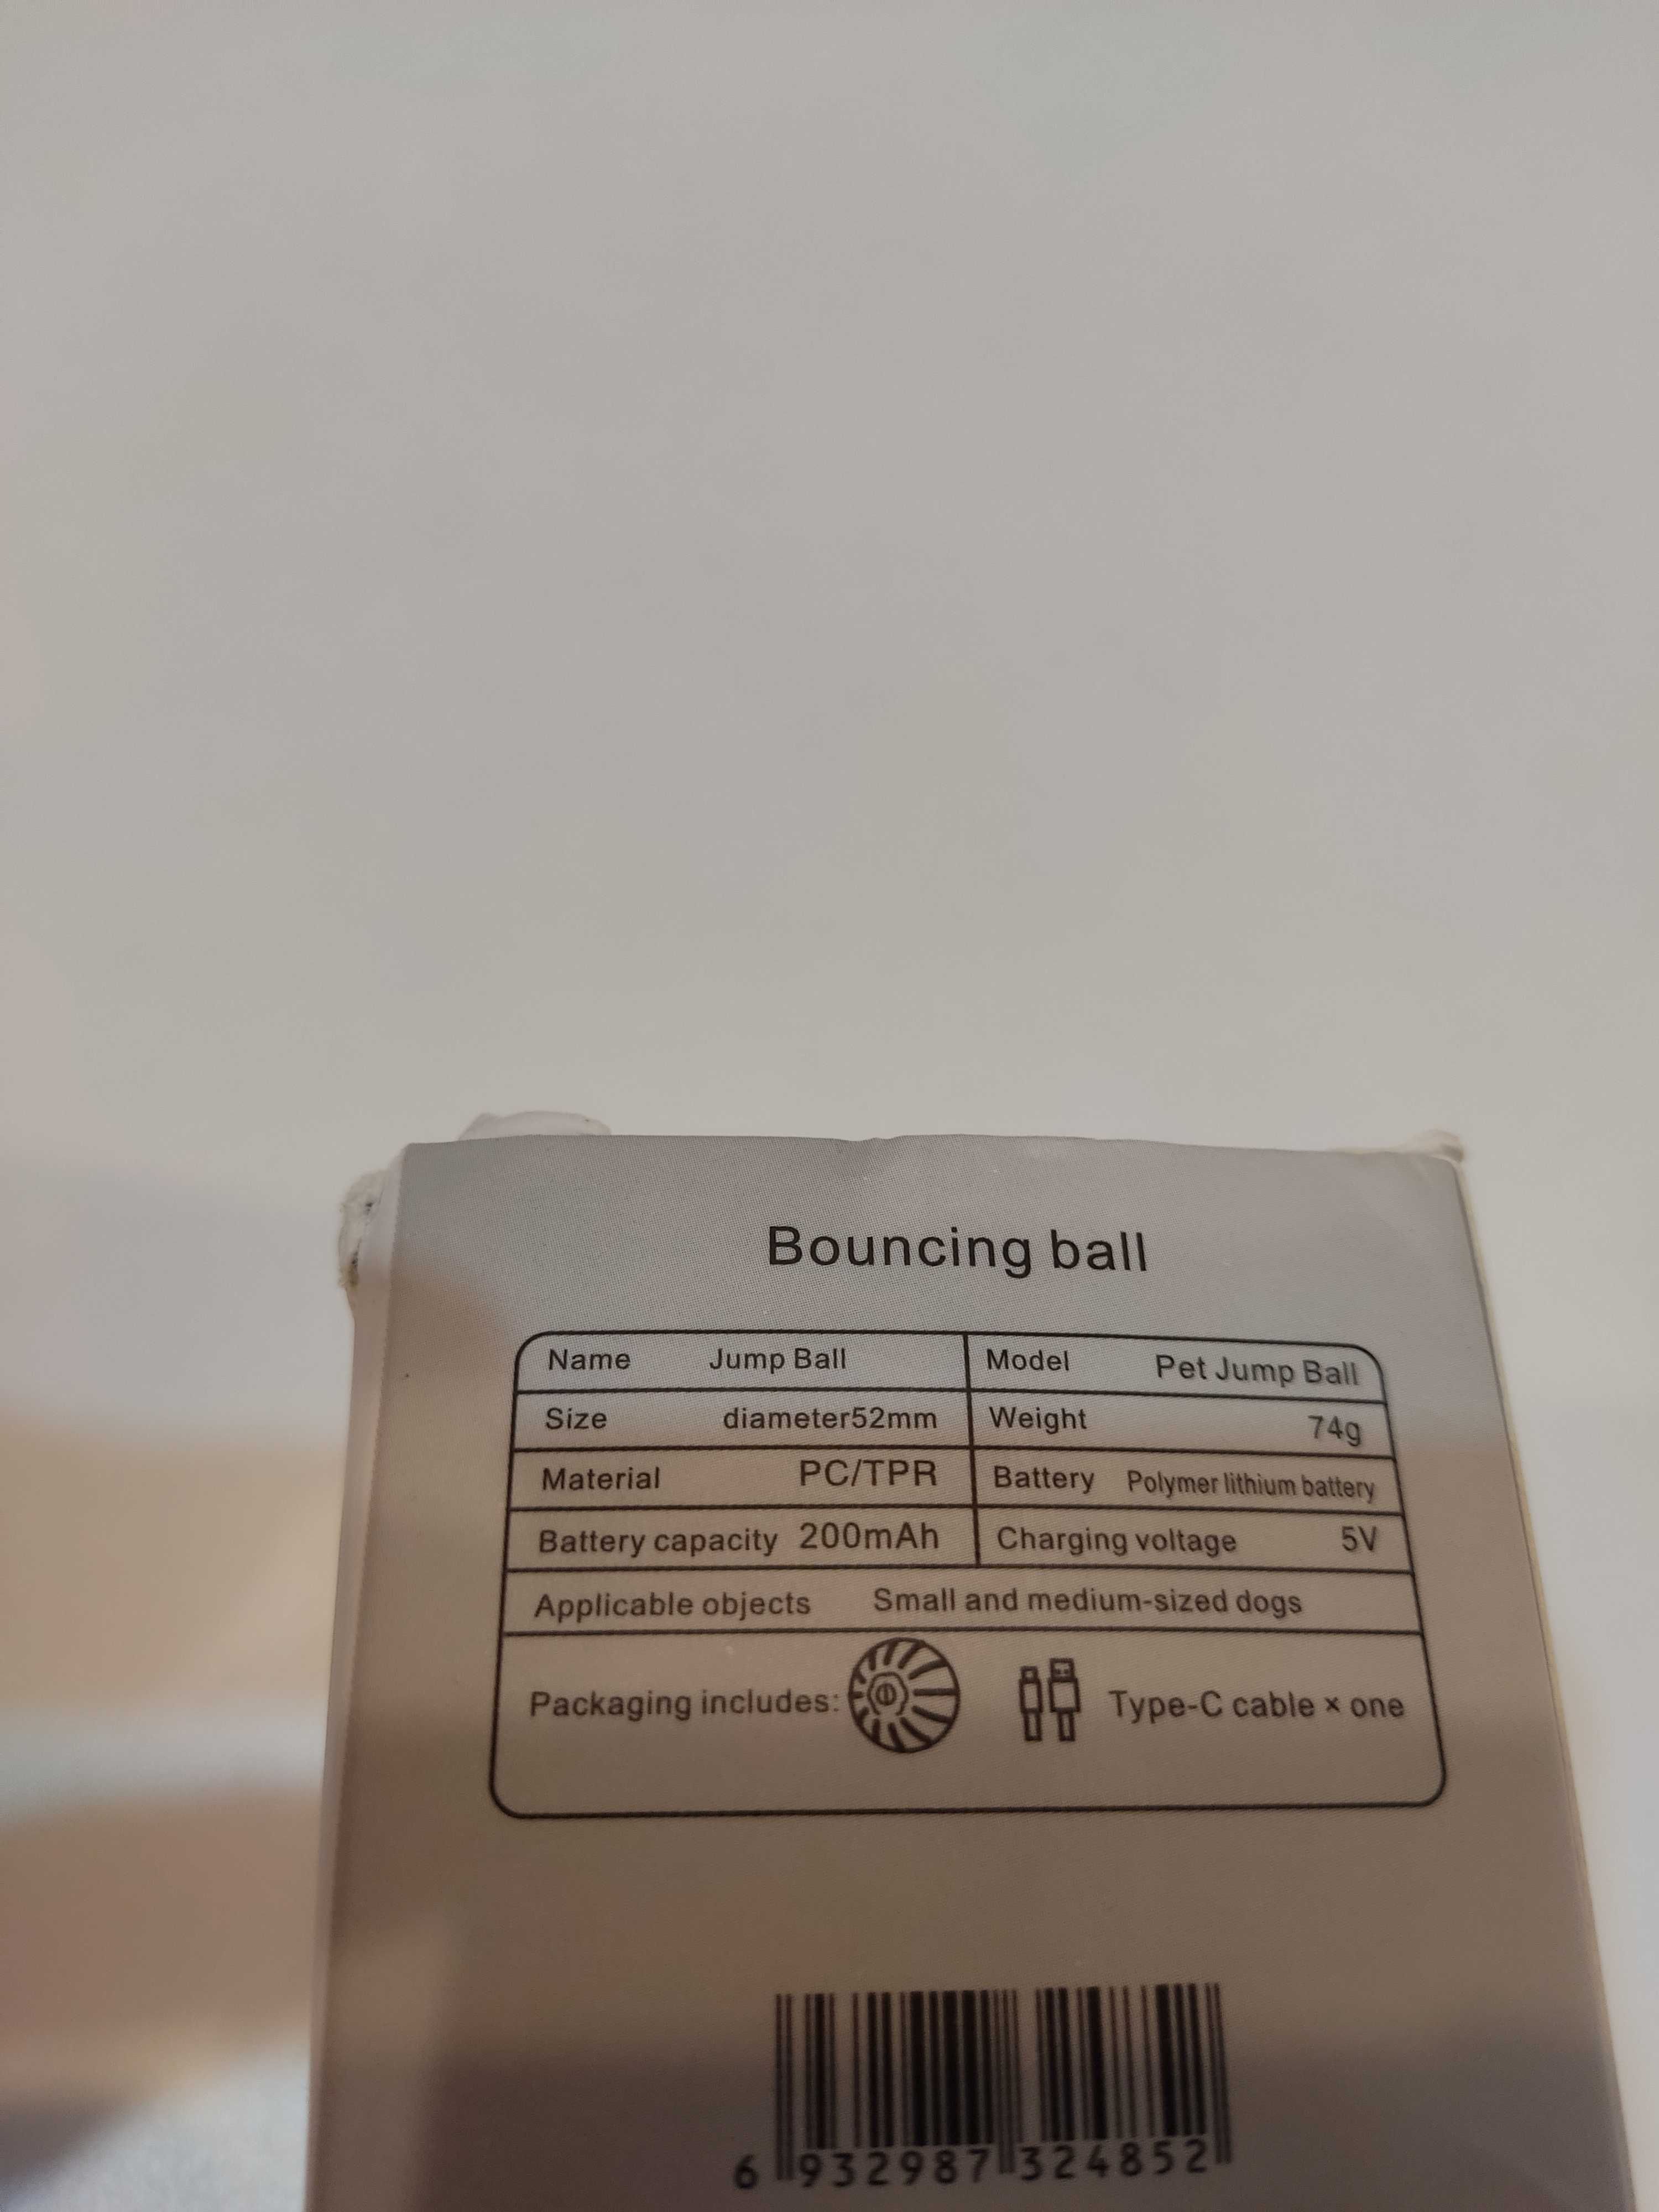 Bouncing ball
Name Jump Ball Model Pet Jump Ball
Size diameter52mm Weight 74g
Material PC/TPR Battery Polymer lithium battery
Battery capacity 200mAh Charging voltage 5V
Applicable objects Small and medium-sized dogs
Packaging includes: Type-C cable × one
6 932987 324852